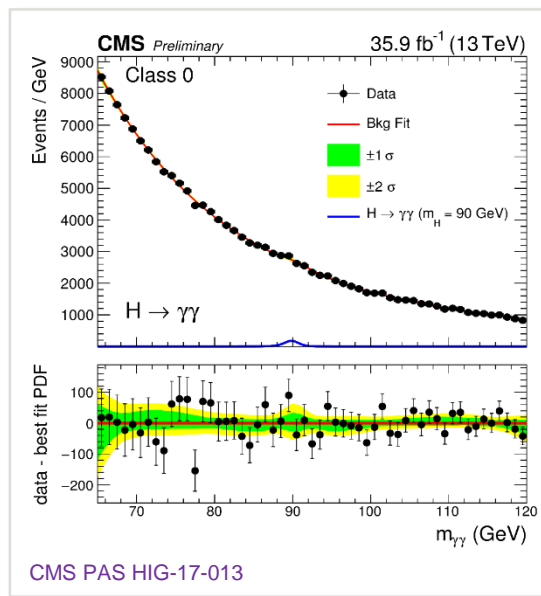 CMS Preliminary 35.9 fb⁻¹ (13 TeV)
Class 0
Data
Bkg Fit
±1 σ
±2 σ
H → γγ (m_H = 90 GeV)
H → γγ
Events / GeV
9000
8000
7000
6000
5000
4000
3000
2000
1000
data - best fit PDF
100
0
−100
−200
70 80 90 100 110 120
m_γγ (GeV)
CMS PAS HIG-17-013